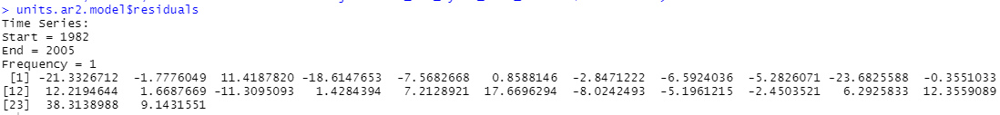 > units.ar2.model$residuals
Time Series:
Start = 1982
End = 2005
Frequency = 1
[1] -21.3326712 -1.7776049 11.4187820 -18.6147653 -7.5682668 0.8588146 -2.8471222 -6.5924036 -5.2826071 -23.6825588 -0.3551033
[12] 12.2194644 1.6687669 -11.3095093 1.4284394 7.2128921 17.6696294 -8.0242493 -5.1961215 -2.4503521 6.2925833 12.3559089
[23] 38.3138988 9.1431551